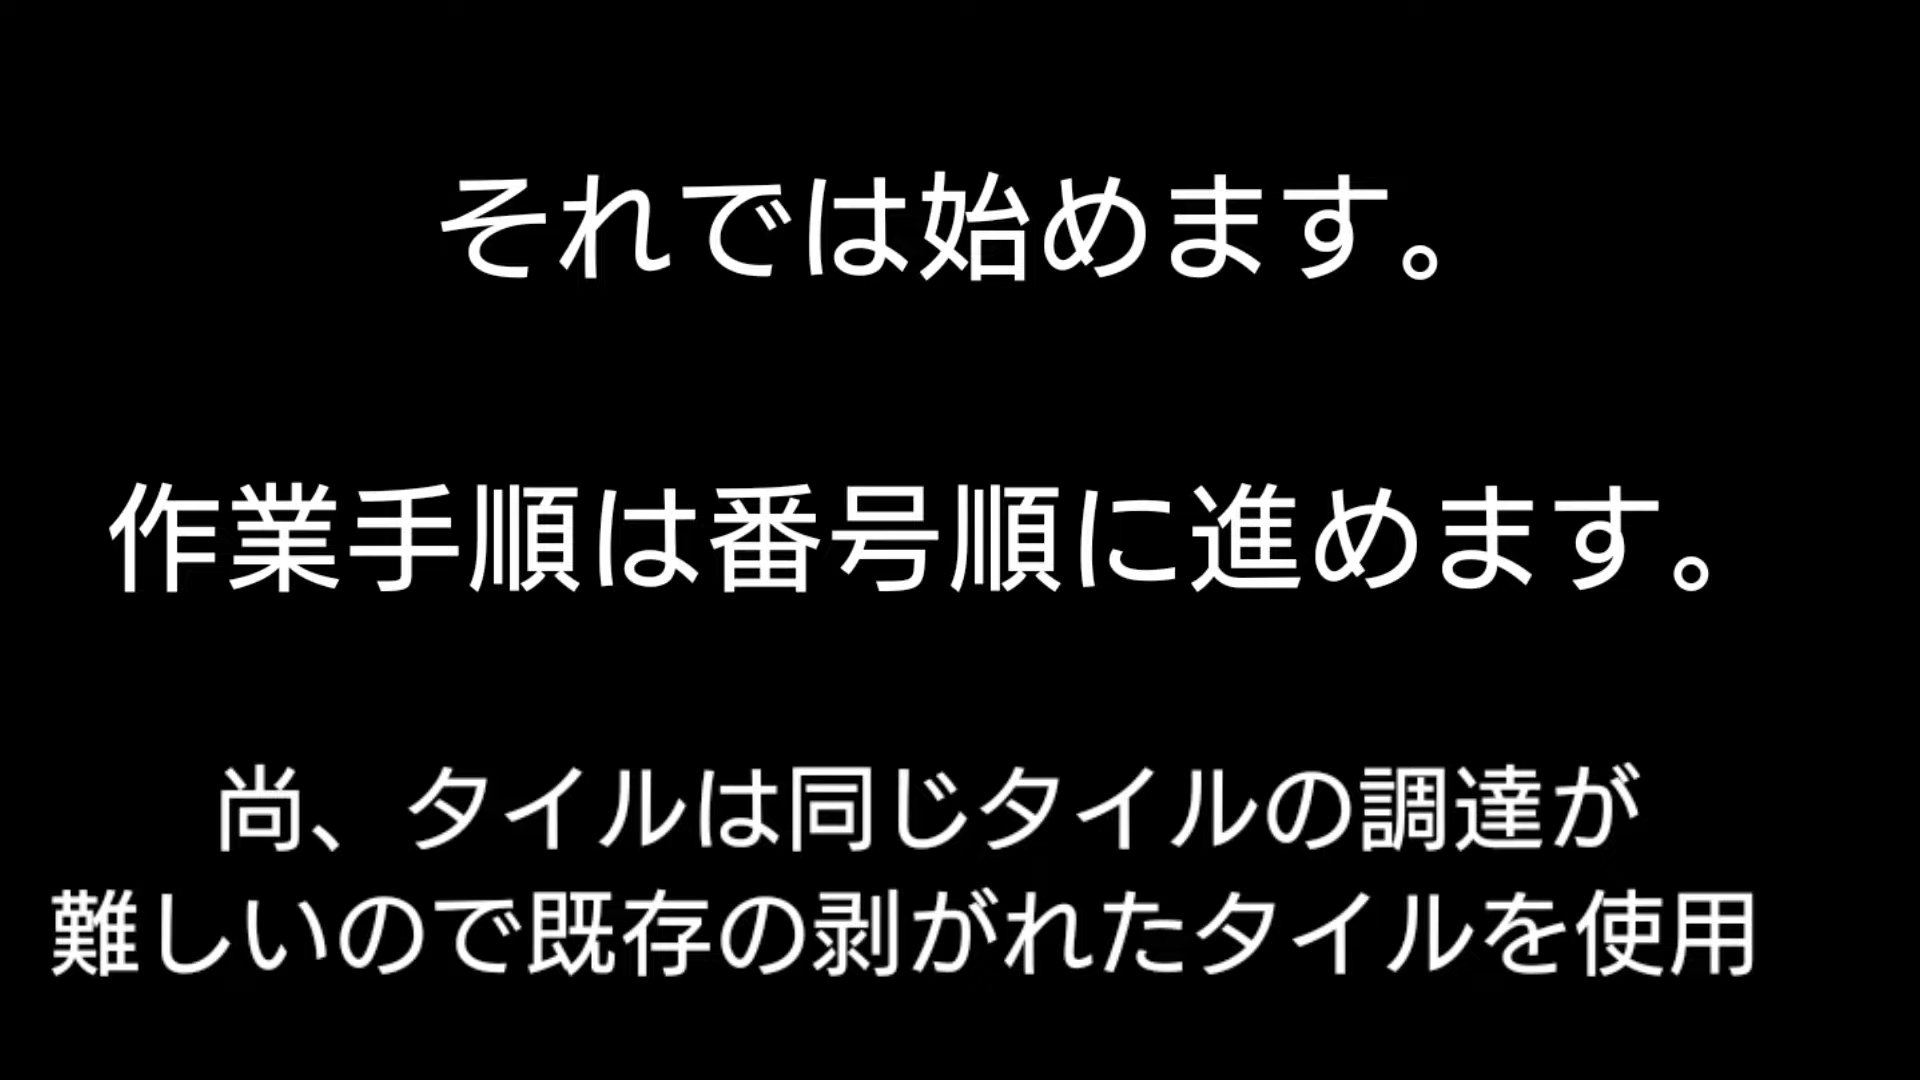 それでは始めます。
作業手順は番号順に進めます。
尚、タイルは同じタイルの調達が
難しいので既存の剥がれたタイルを使用